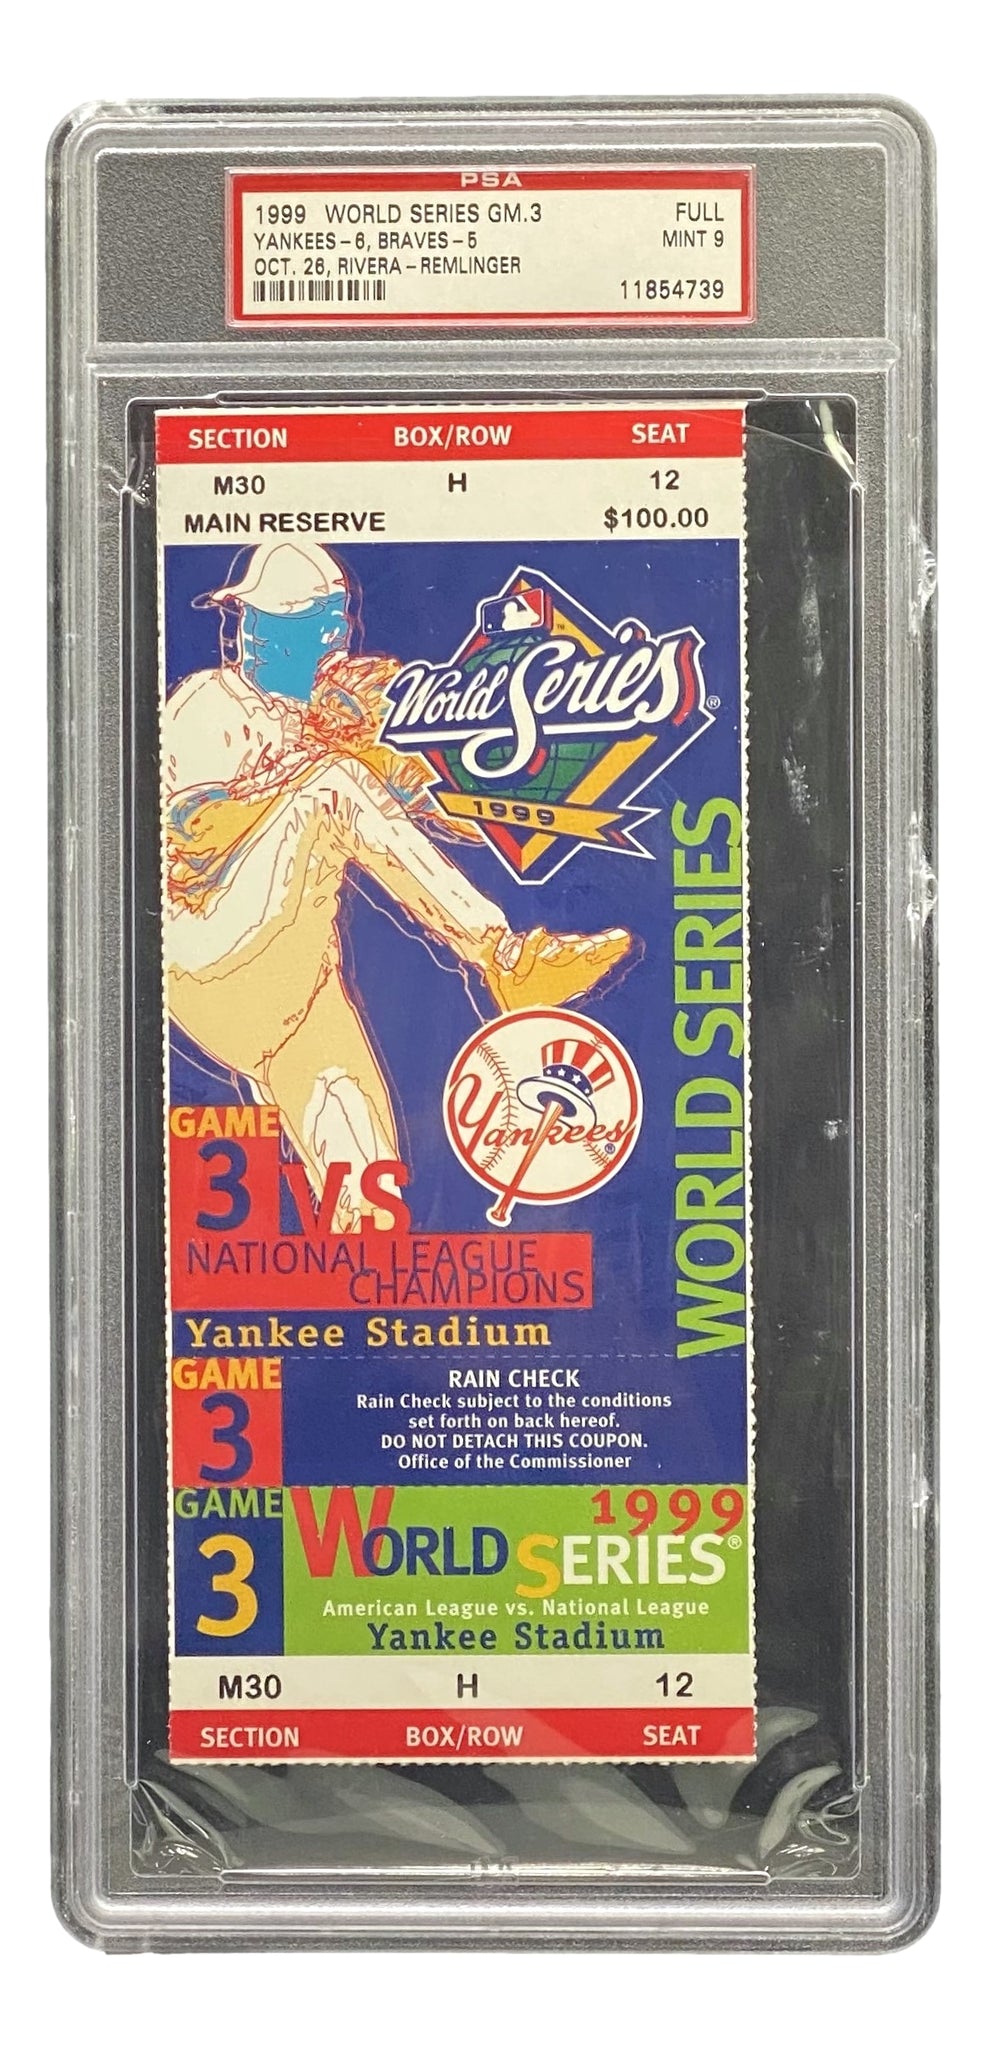 PSA
1999 WORLD SERIES GM.3 FULL
YANKEES-6, BRAVES-5 MINT 9
OCT. 26, RIVERA-REMLINGER
11854739
SECTION BOX/ROW SEAT
M30 H 12
MAIN RESERVE $100.00
World Series®
1999
WORLD SERIES
Yankees
GAME
3 VS
NATIONAL LEAGUE
CHAMPIONS
Yankee Stadium
GAME
3
RAIN CHECK
Rain Check subject to the conditions
set forth on back hereof.
DO NOT DETACH THIS COUPON.
Office of the Commissioner
GAME
3
1999
WORLD SERIES®
American League vs. National League
Yankee Stadium
M30 H 12
SECTION BOX/ROW SEAT